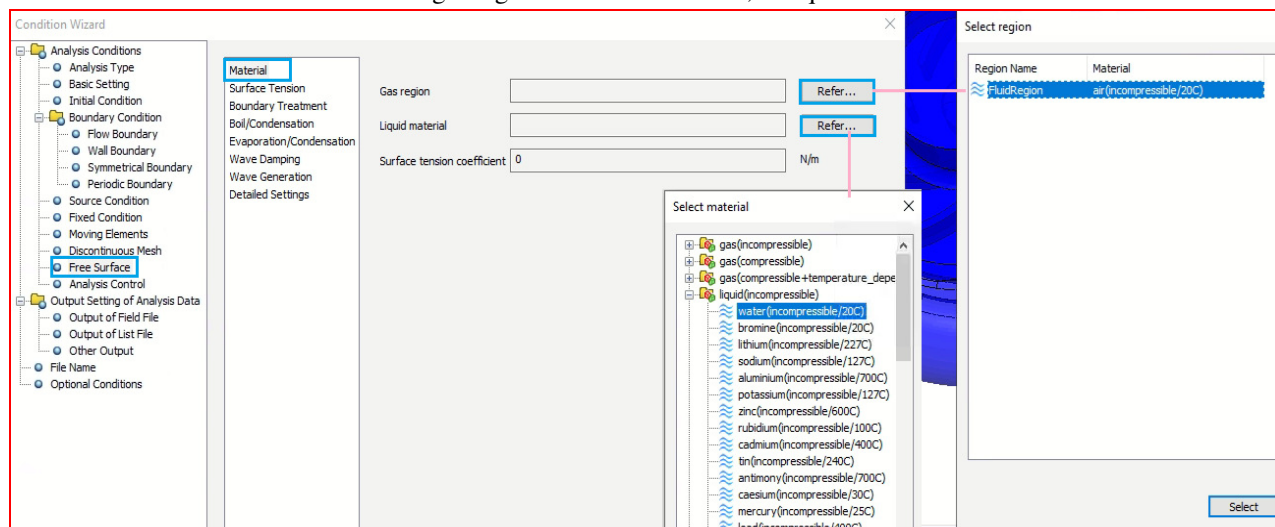 Condition Wizard
Analysis Conditions
Analysis Type
Basic Setting
Initial Condition
Boundary Condition
Flow Boundary
Wall Boundary
Symmetrical Boundary
Periodic Boundary
Source Condition
Fixed Condition
Moving Elements
Discontinuous Mesh
Free Surface
Analysis Control
Output Setting of Analysis Data
Output of Field File
Output of List File
Other Output
File Name
Optional Conditions
Material
Surface Tension
Boundary Treatment
Boil/Condensation
Evaporation/Condensation
Wave Damping
Wave Generation
Detailed Settings
Gas region Refer...
Liquid material Refer...
Surface tension coefficient 0 N/m
Select material
gas(incompressible)
gas(compressible)
gas(compressible+temperature_depe
liquid(incompressible)
water(incompressible/20C)
bromine(incompressible/20C)
lithium(incompressible/227C)
sodium(incompressible/127C)
aluminium(incompressible/700C)
potassium(incompressible/127C)
zinc(incompressible/600C)
rubidium(incompressible/100C)
cadmium(incompressible/400C)
tin(incompressible/240C)
antimony(incompressible/700C)
caesium(incompressible/30C)
mercury(incompressible/25C)
Select region
Region Name Material
FluidRegion air(incompressible/20C)
Select